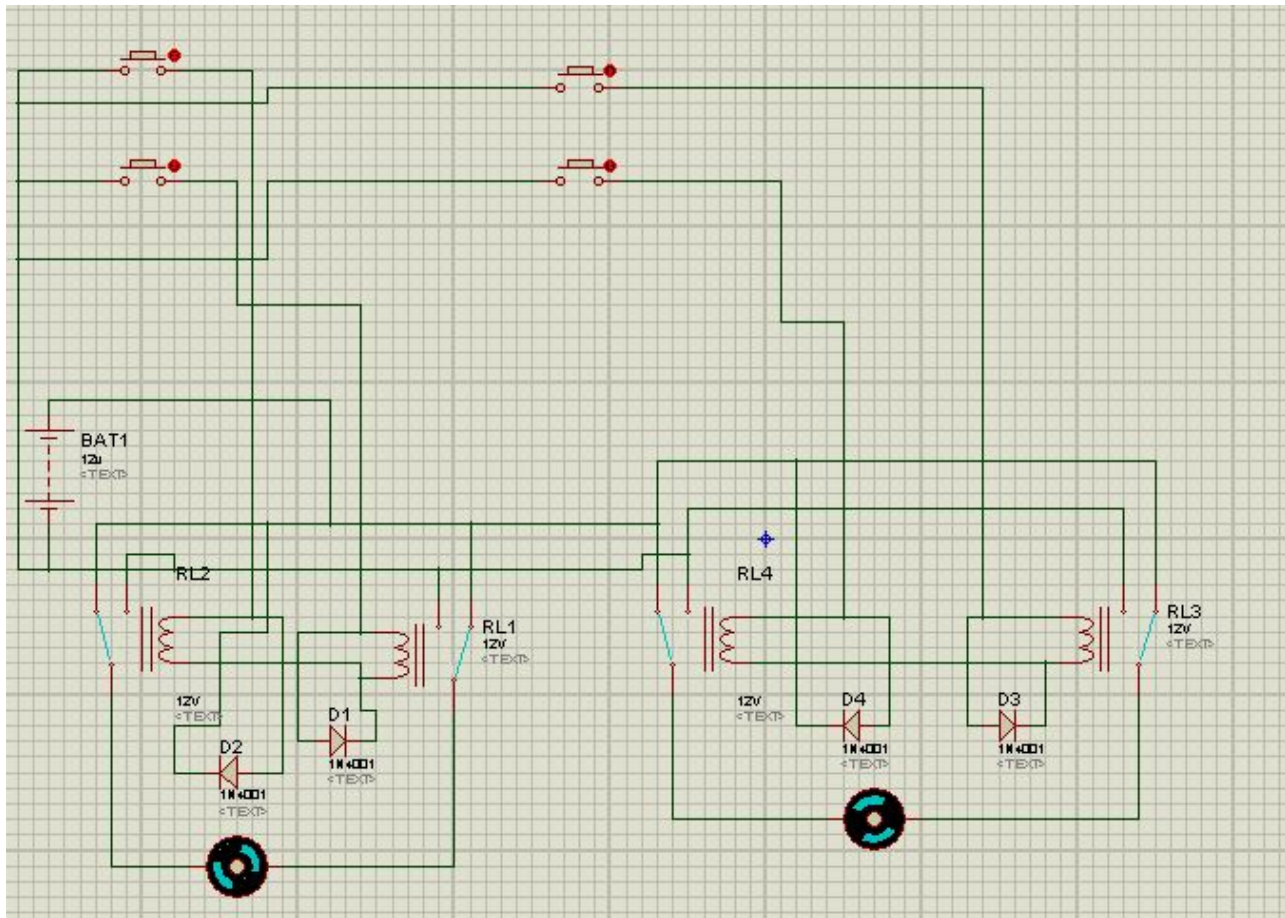 BAT1
12v
<TEXT>
RL2
RL4
RL1
12V
<TEXT>
RL3
12V
<TEXT>
12V
<TEXT>
12V
<TEXT>
D1
1N4001
<TEXT>
D2
1N4001
<TEXT>
D4
1N4001
<TEXT>
D3
1N4001
<TEXT>